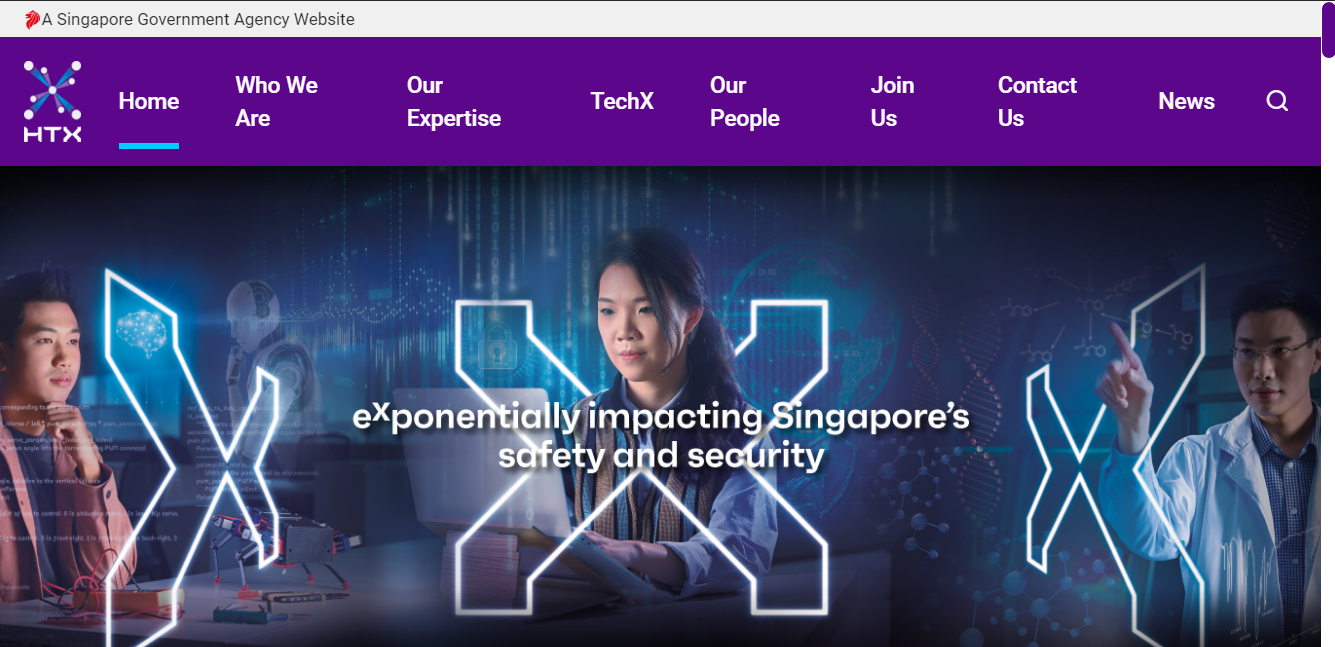 A Singapore Government Agency Website
HTX
Home
Who We
Are
Our
Expertise
TechX
Our
People
Join
Us
Contact
Us
News
exponentially impacting Singapore's
safety and security